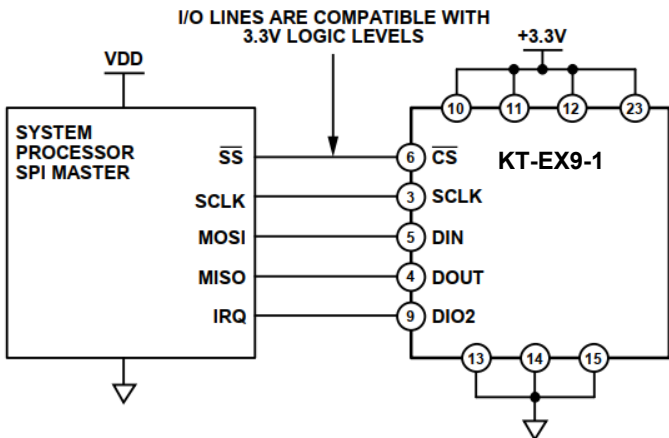 I/O LINES ARE COMPATIBLE WITH
3.3V LOGIC LEVELS
VDD
+3.3V
10
11
12
23
SYSTEM
PROCESSOR
SPI MASTER
KT-EX9-1
SS
6
CS
SCLK
3
SCLK
MOSI
5
DIN
MISO
4
DOUT
IRQ
9
DIO2
13
14
15